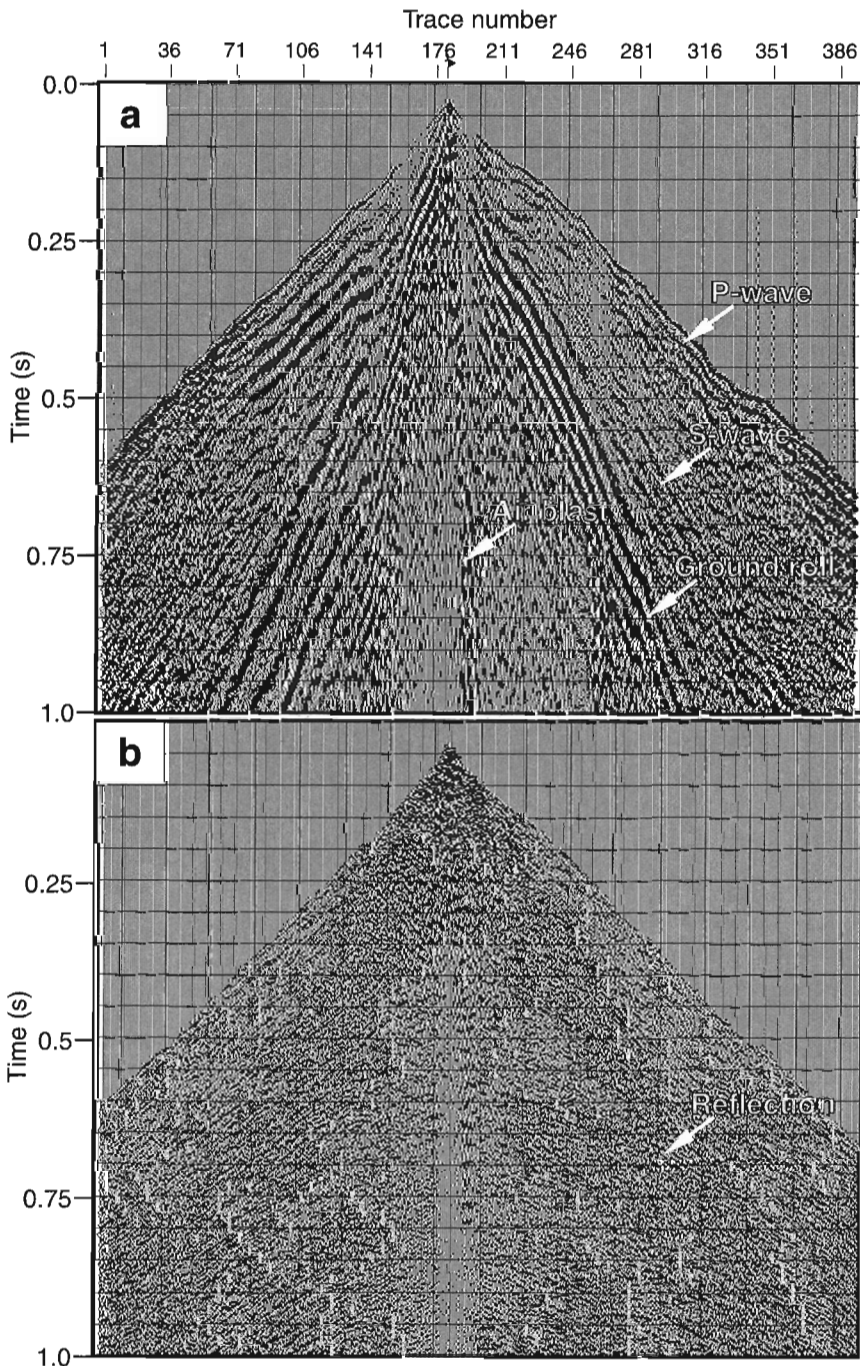 Trace number
1 36 71 106 141 176 211 246 281 316 351 386
0.0
a
0.25
P-wave
0.5
S-wave
Time (s)
Air blast
0.75
Ground roll
1.0
b
0.25
Time (s)
0.5
Reflection
0.75
1.0